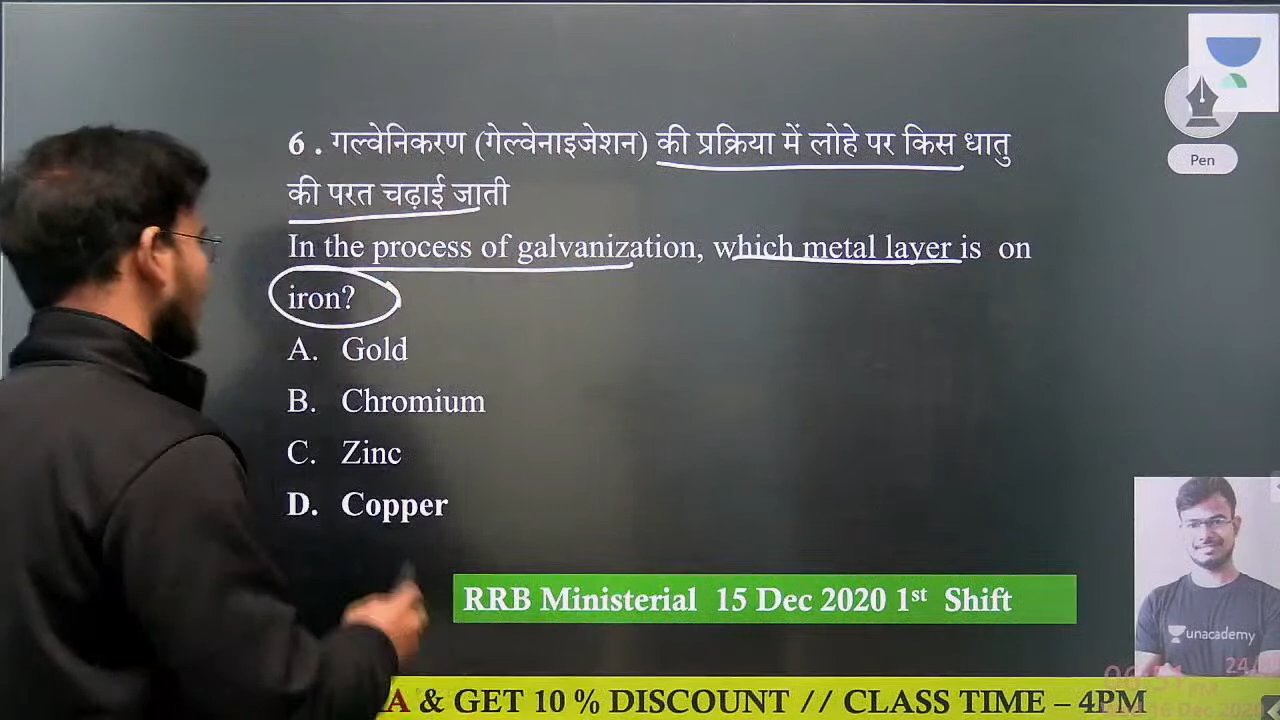 Pen
6 . गल्वेनिकरण (गेल्वेनाइजेशन) की प्रक्रिया में लोहे पर किस धातु
की परत चढ़ाई जाती
In the process of galvanization, which metal layer is on
iron?
A. Gold
B. Chromium
C. Zinc
D. Copper
RRB Ministerial 15 Dec 2020 1st Shift
unacademy
& GET 10 % DISCOUNT // CLASS TIME – 4PM